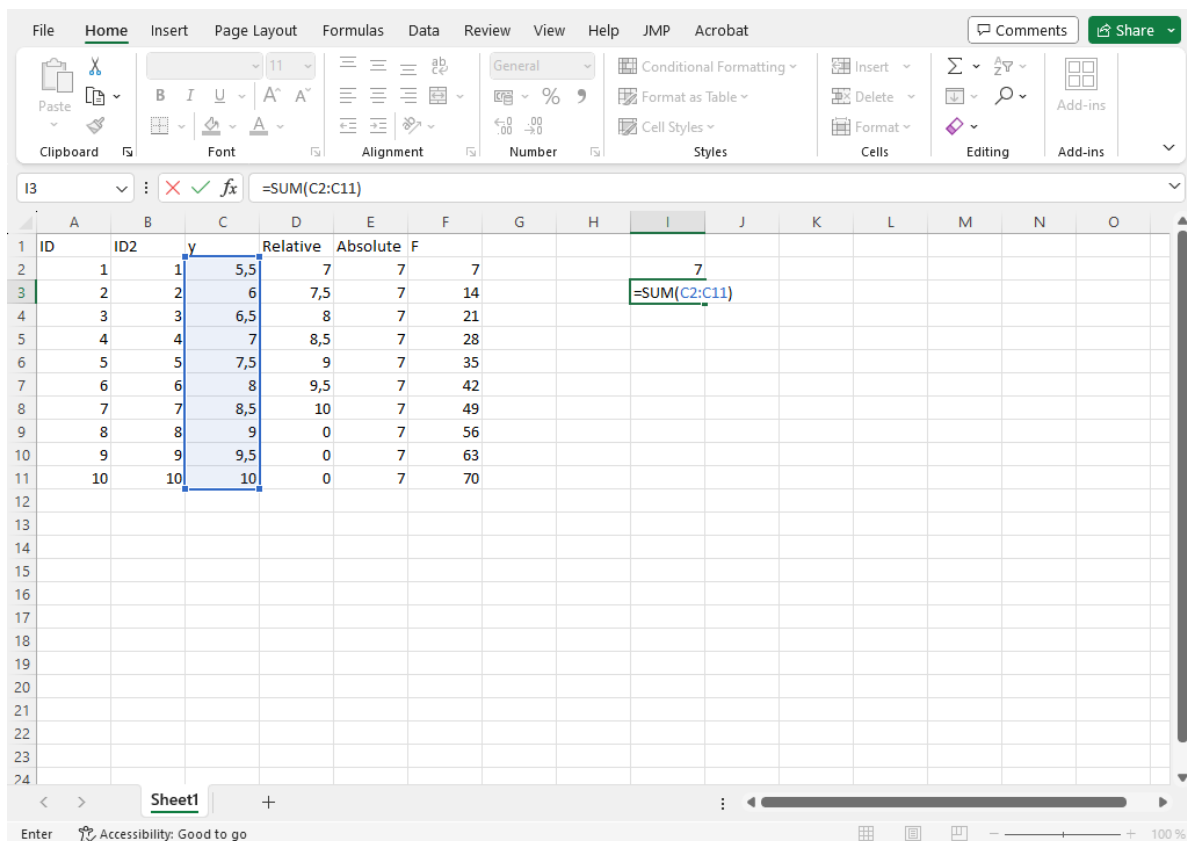 File Home Insert Page Layout Formulas Data Review View Help JMP Acrobat Comments Share
11 ab General Conditional Formatting Insert Σ
Paste B I U A A % 9 Format as Table Delete Add-ins
Cell Styles Format
Clipboard Font Alignment Number Styles Cells Editing Add-ins
I3 fx =SUM(C2:C11)
A B C D E F G H I J K L M N O
1 ID ID2 y Relative Absolute F
2 1 1 5,5 7 7 7 7
3 2 2 6 7,5 7 14 =SUM(C2:C11)
4 3 3 6,5 8 7 21
5 4 4 7 8,5 7 28
6 5 5 7,5 9 7 35
7 6 6 8 9,5 7 42
8 7 7 8,5 10 7 49
9 8 8 9 0 7 56
10 9 9 9,5 0 7 63
11 10 10 10 0 7 70
12
13
14
15
16
17
18
19
20
21
22
23
24
Sheet1
Enter Accessibility: Good to go 100 %